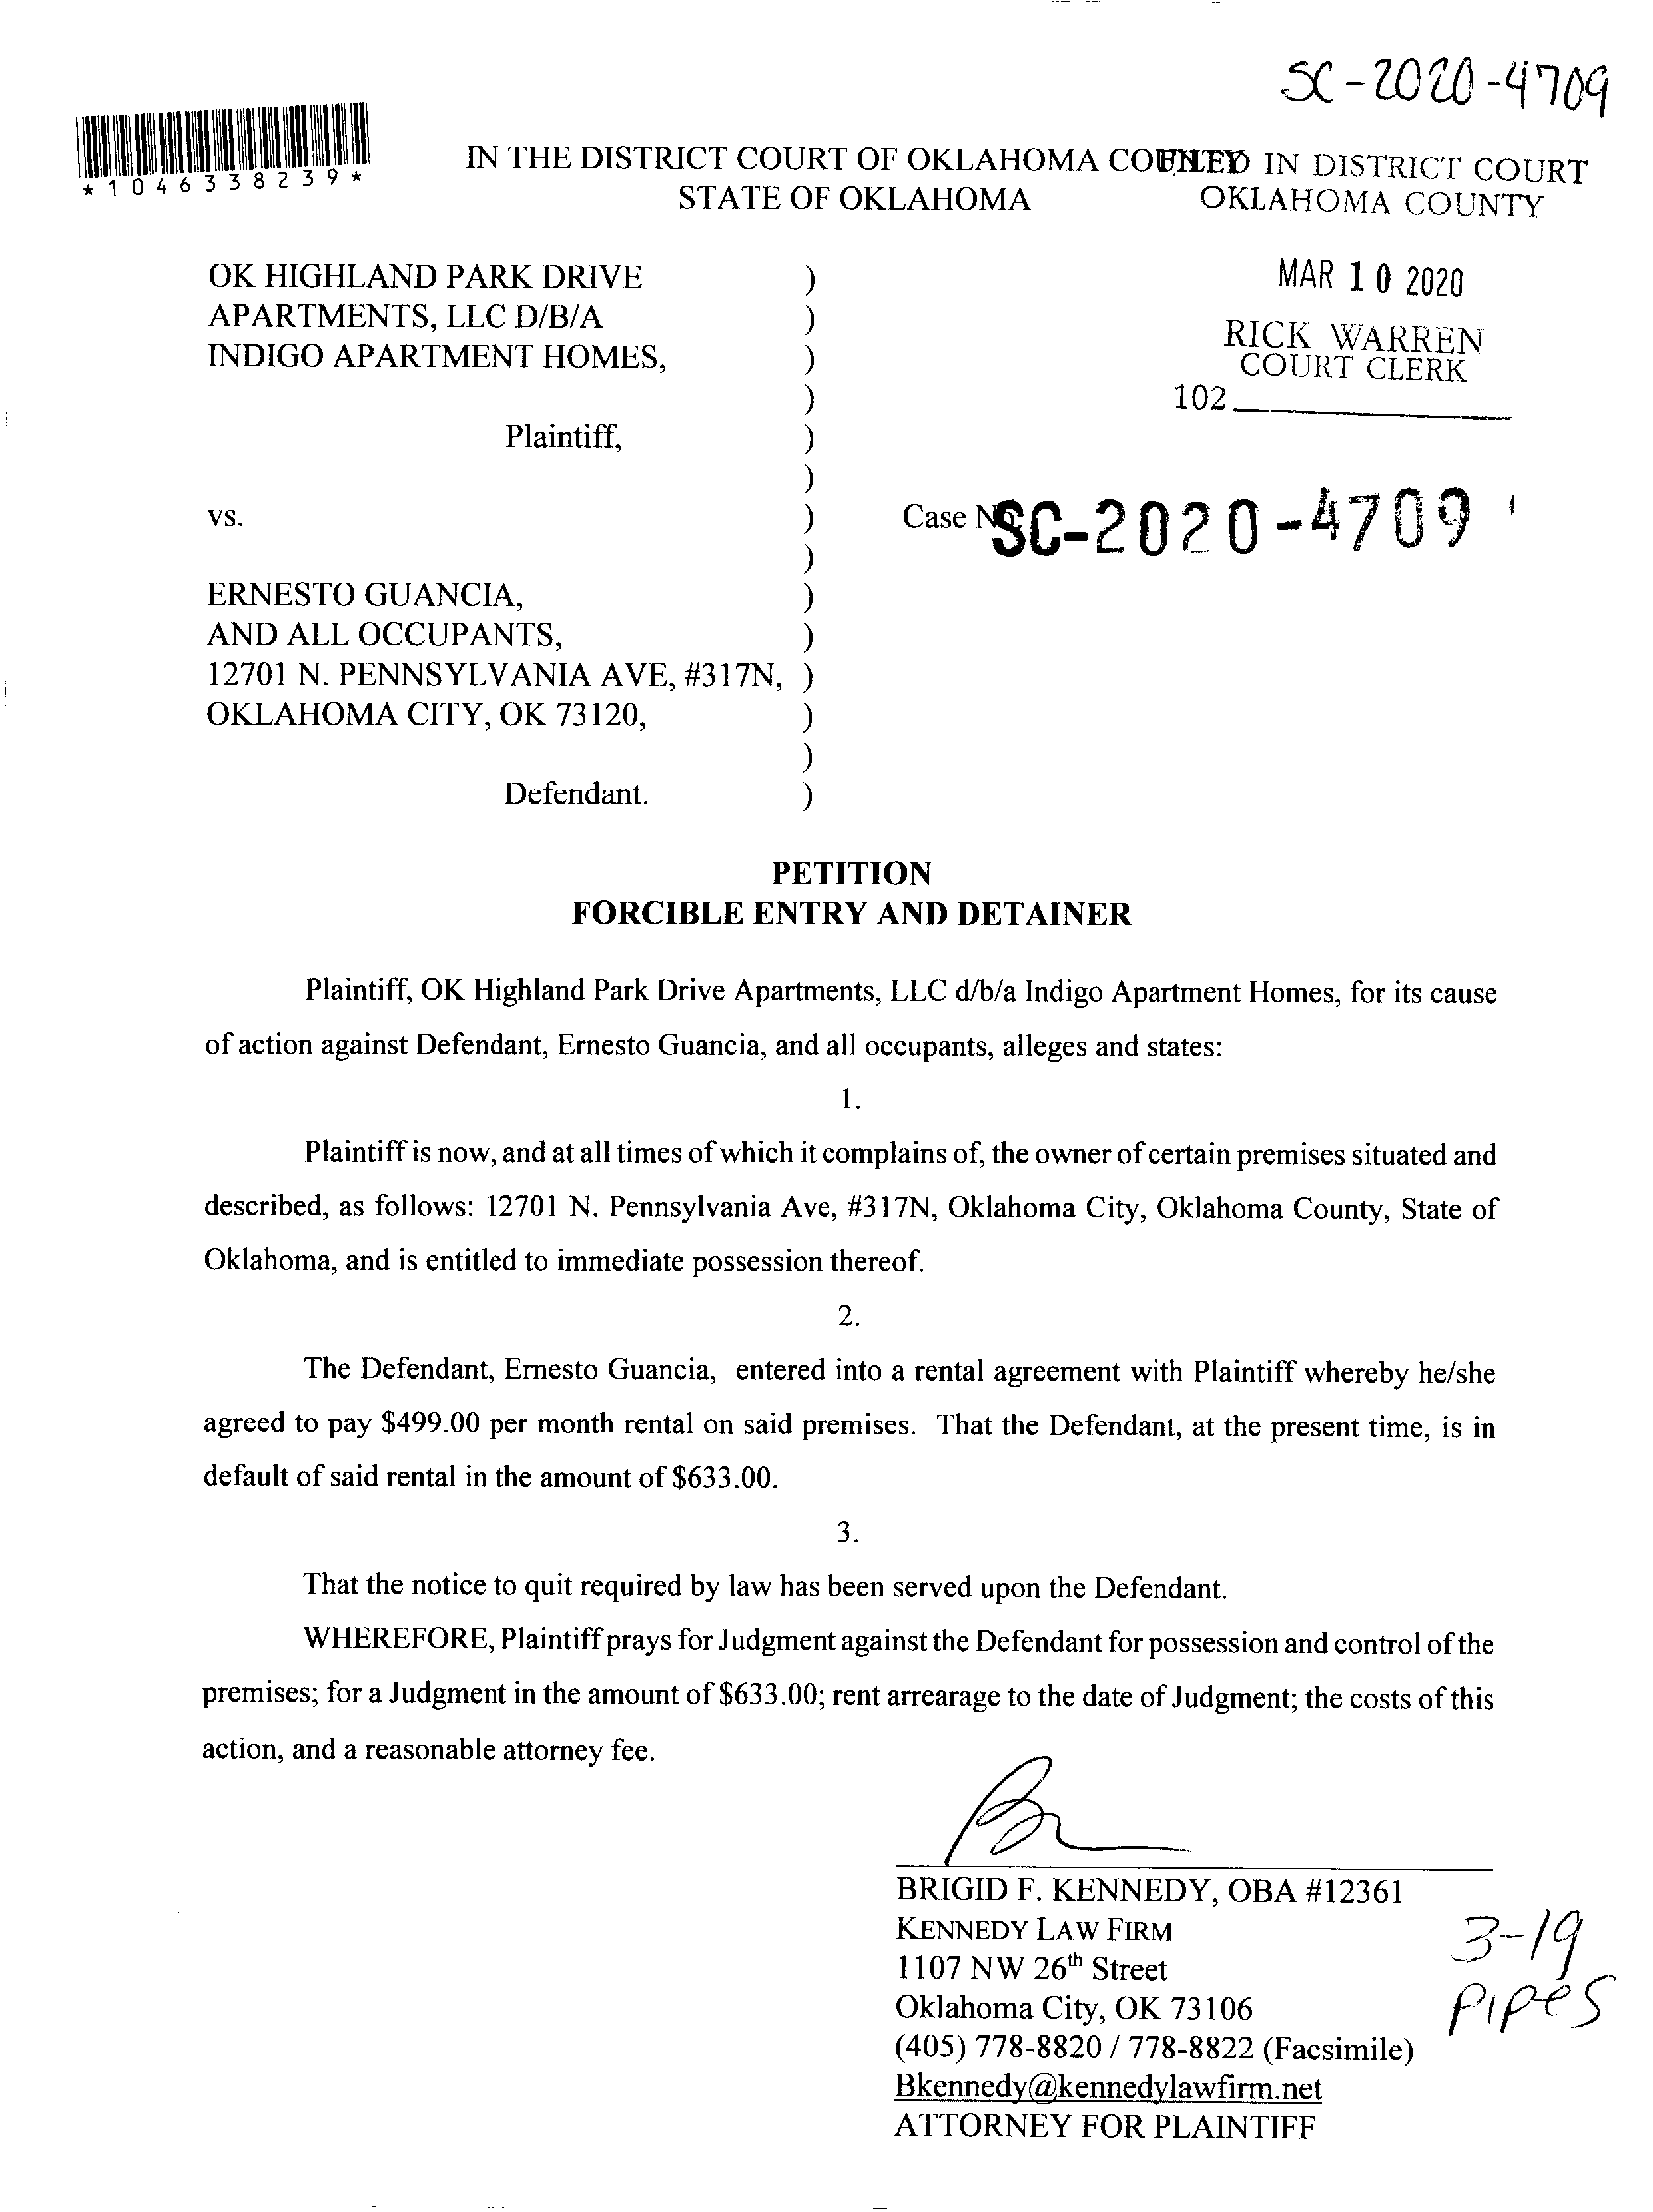 SC-2020-4709
*1046338239*
IN THE DISTRICT COURT OF OKLAHOMA COUNTY
STATE OF OKLAHOMA
FILED IN DISTRICT COURT
OKLAHOMA COUNTY
MAR 10 2020
RICK WARREN
COURT CLERK
102
OK HIGHLAND PARK DRIVE )
APARTMENTS, LLC D/B/A )
INDIGO APARTMENT HOMES, )
)
Plaintiff, )
)
vs. ) Case No. SC-2020-4709
)
ERNESTO GUANCIA, )
AND ALL OCCUPANTS, )
12701 N. PENNSYLVANIA AVE, #317N, )
OKLAHOMA CITY, OK 73120, )
)
Defendant. )
PETITION
FORCIBLE ENTRY AND DETAINER
Plaintiff, OK Highland Park Drive Apartments, LLC d/b/a Indigo Apartment Homes, for its cause
of action against Defendant, Ernesto Guancia, and all occupants, alleges and states:
1.
Plaintiff is now, and at all times of which it complains of, the owner of certain premises situated and
described, as follows: 12701 N. Pennsylvania Ave, #317N, Oklahoma City, Oklahoma County, State of
Oklahoma, and is entitled to immediate possession thereof.
2.
The Defendant, Ernesto Guancia, entered into a rental agreement with Plaintiff whereby he/she
agreed to pay $499.00 per month rental on said premises. That the Defendant, at the present time, is in
default of said rental in the amount of $633.00.
3.
That the notice to quit required by law has been served upon the Defendant.
WHEREFORE, Plaintiff prays for Judgment against the Defendant for possession and control of the
premises; for a Judgment in the amount of $633.00; rent arrearage to the date of Judgment; the costs of this
action, and a reasonable attorney fee.
BRIGID F. KENNEDY, OBA #12361
KENNEDY LAW FIRM
1107 NW 26th Street
Oklahoma City, OK 73106
(405) 778-8820 / 778-8822 (Facsimile)
Bkennedy@kennedylawfirm.net
ATTORNEY FOR PLAINTIFF
3-19
PIPES